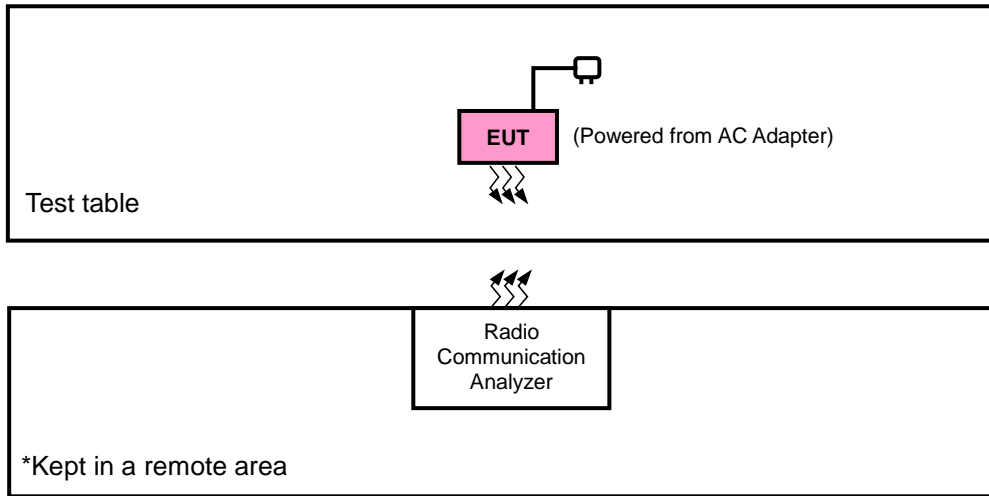 EUT
(Powered from AC Adapter)
Test table
Radio
Communication
Analyzer
*Kept in a remote area